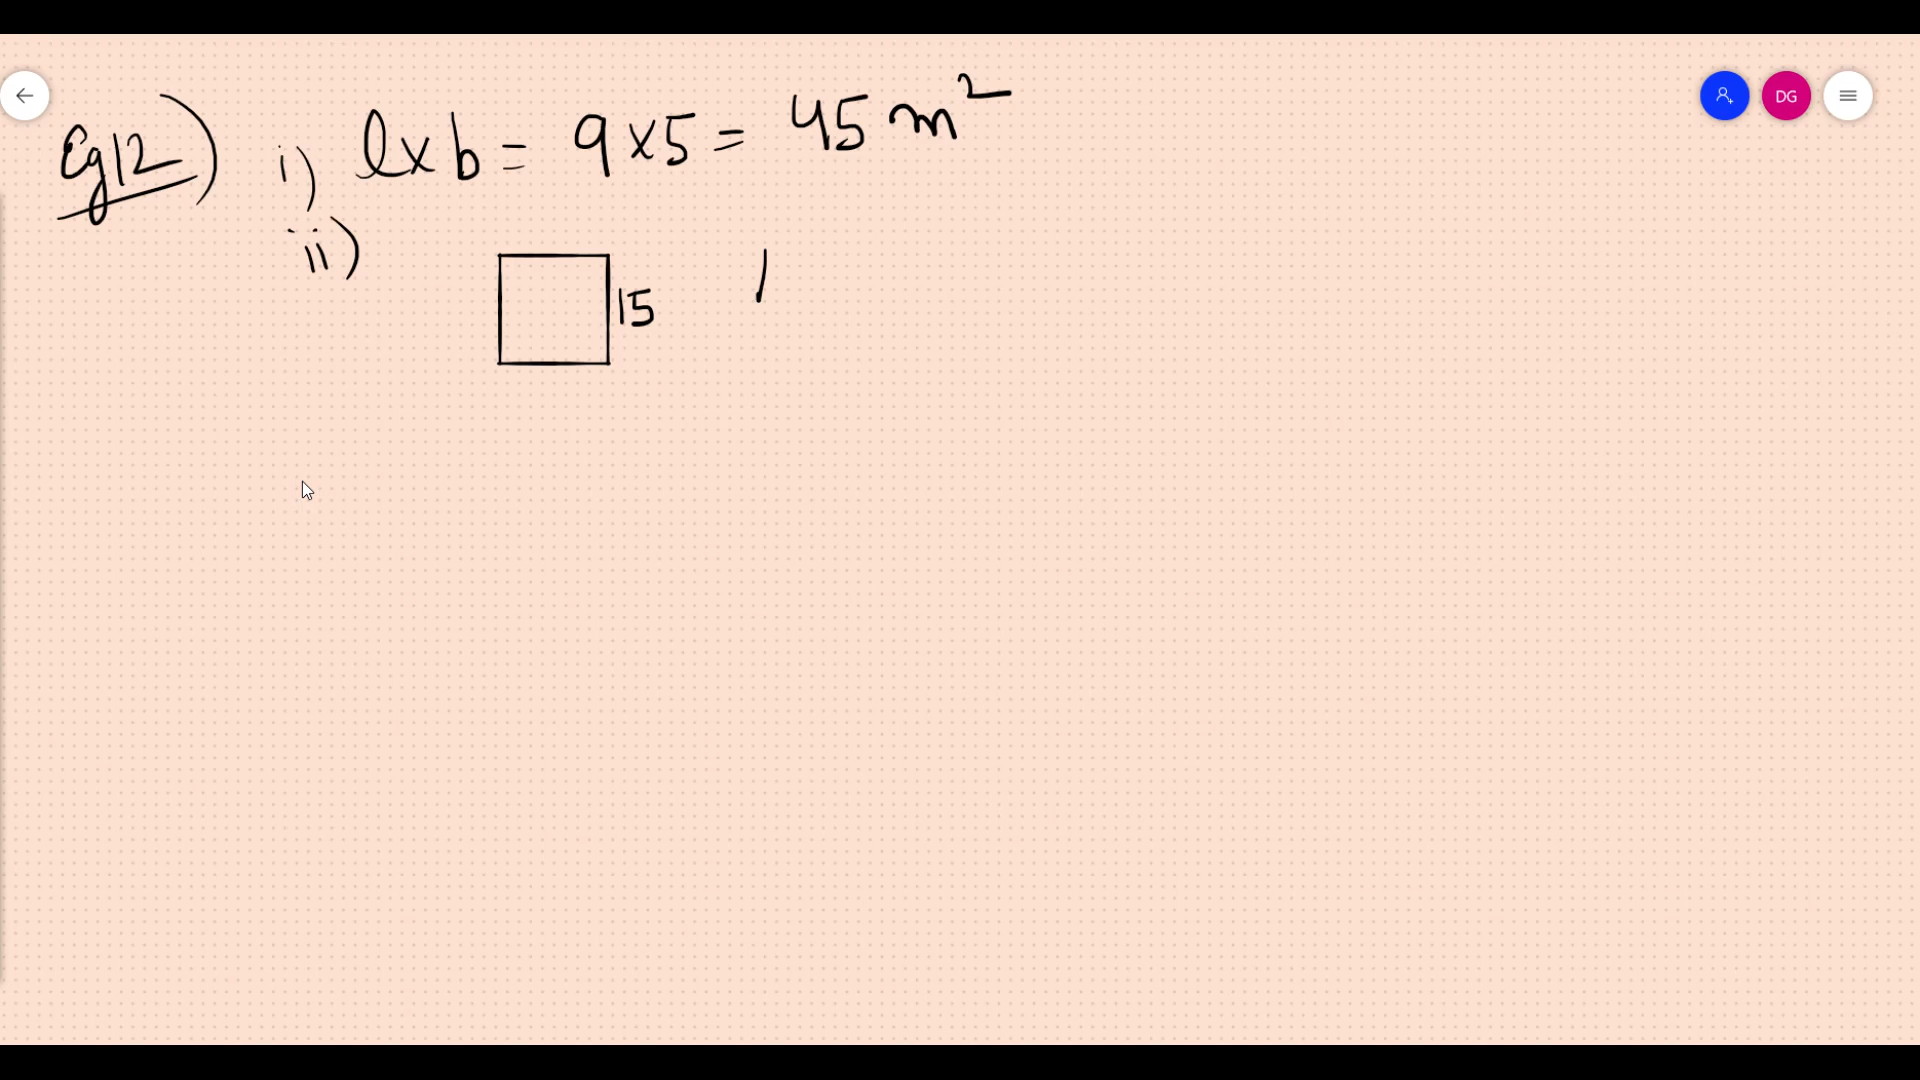 Eg12) i) l×b = 9×5 = 45 m²
ii)
15
DG